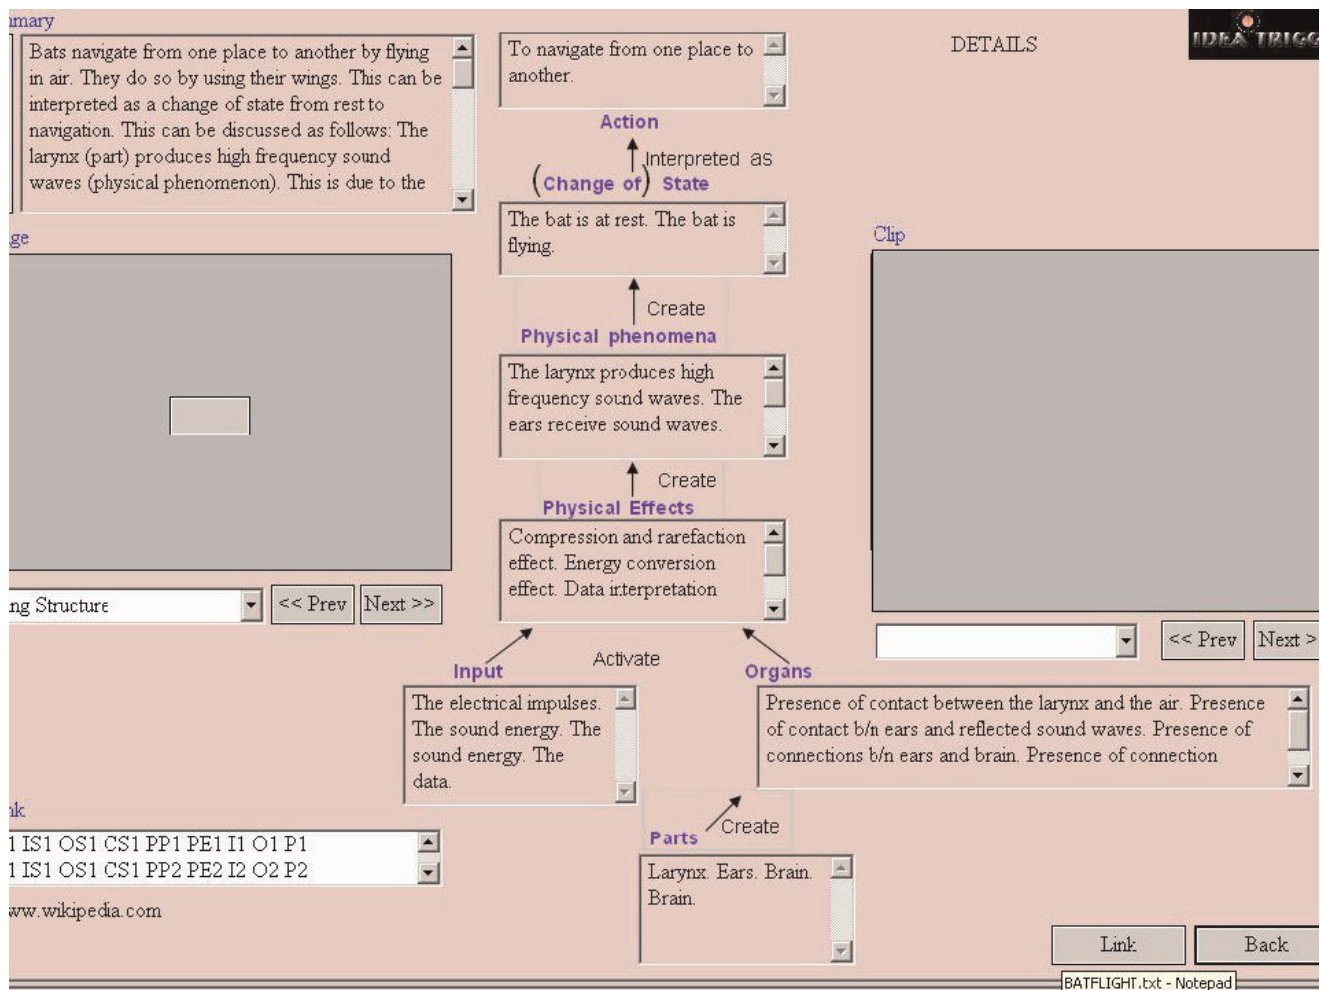 mmary
Bats navigate from one place to another by flying
in air. They do so by using their wings. This can be
interpreted as a change of state from rest to
navigation. This can be discussed as follows: The
larynx (part) produces high frequency sound
waves (physical phenomenon). This is due to the
To navigate from one place to
another.
DETAILS
IDEA TRIGG
Action
Interpreted as
(Change of) State
The bat is at rest. The bat is
flying.
ge
Clip
Create
Physical phenomena
The larynx produces high
frequency sound waves. The
ears receive sound waves.
Create
Physical Effects
Compression and rarefaction
effect. Energy conversion
effect. Data interpretation
ng Structure
<< Prev
Next >>
<< Prev
Next >
Input
Activate
Organs
The electrical impulses.
The sound energy. The
sound energy. The
data.
Presence of contact between the larynx and the air. Presence
of contact b/n ears and reflected sound waves. Presence of
connections b/n ears and brain. Presence of connection
nk
1 IS1 OS1 CS1 PP1 PE1 I1 O1 P1
1 IS1 OS1 CS1 PP2 PE2 I2 O2 P2
ww.wikipedia.com
Parts
Create
Larynx. Ears. Brain.
Brain.
Link
Back
BATFLIGHT.txt - Notepad